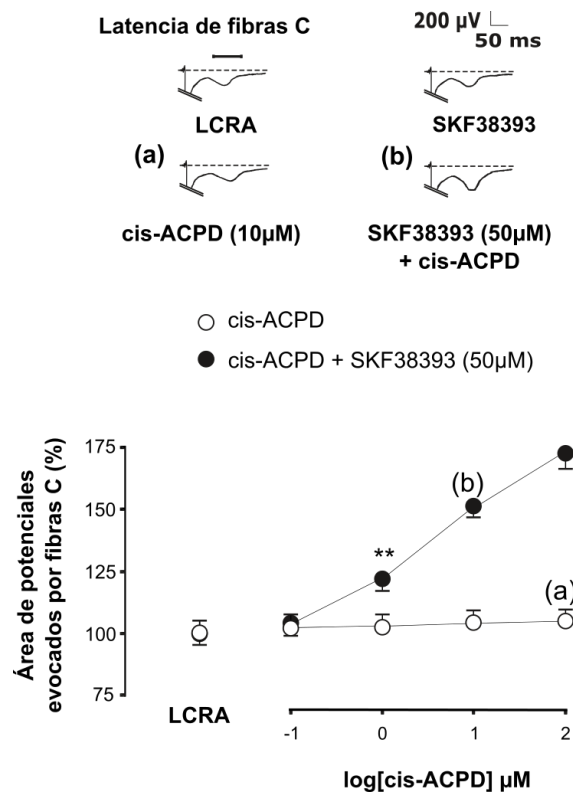 Latencia de fibras C
200 µV
50 ms
LCRA
SKF38393
(a)
(b)
cis-ACPD (10µM)
SKF38393 (50µM)
+ cis-ACPD
cis-ACPD
cis-ACPD + SKF38393 (50µM)
Área de potenciales
evocados por fibras C (%)
175
150
125
100
75
(b)
**
(a)
LCRA
-1
0
1
2
log[cis-ACPD] µM